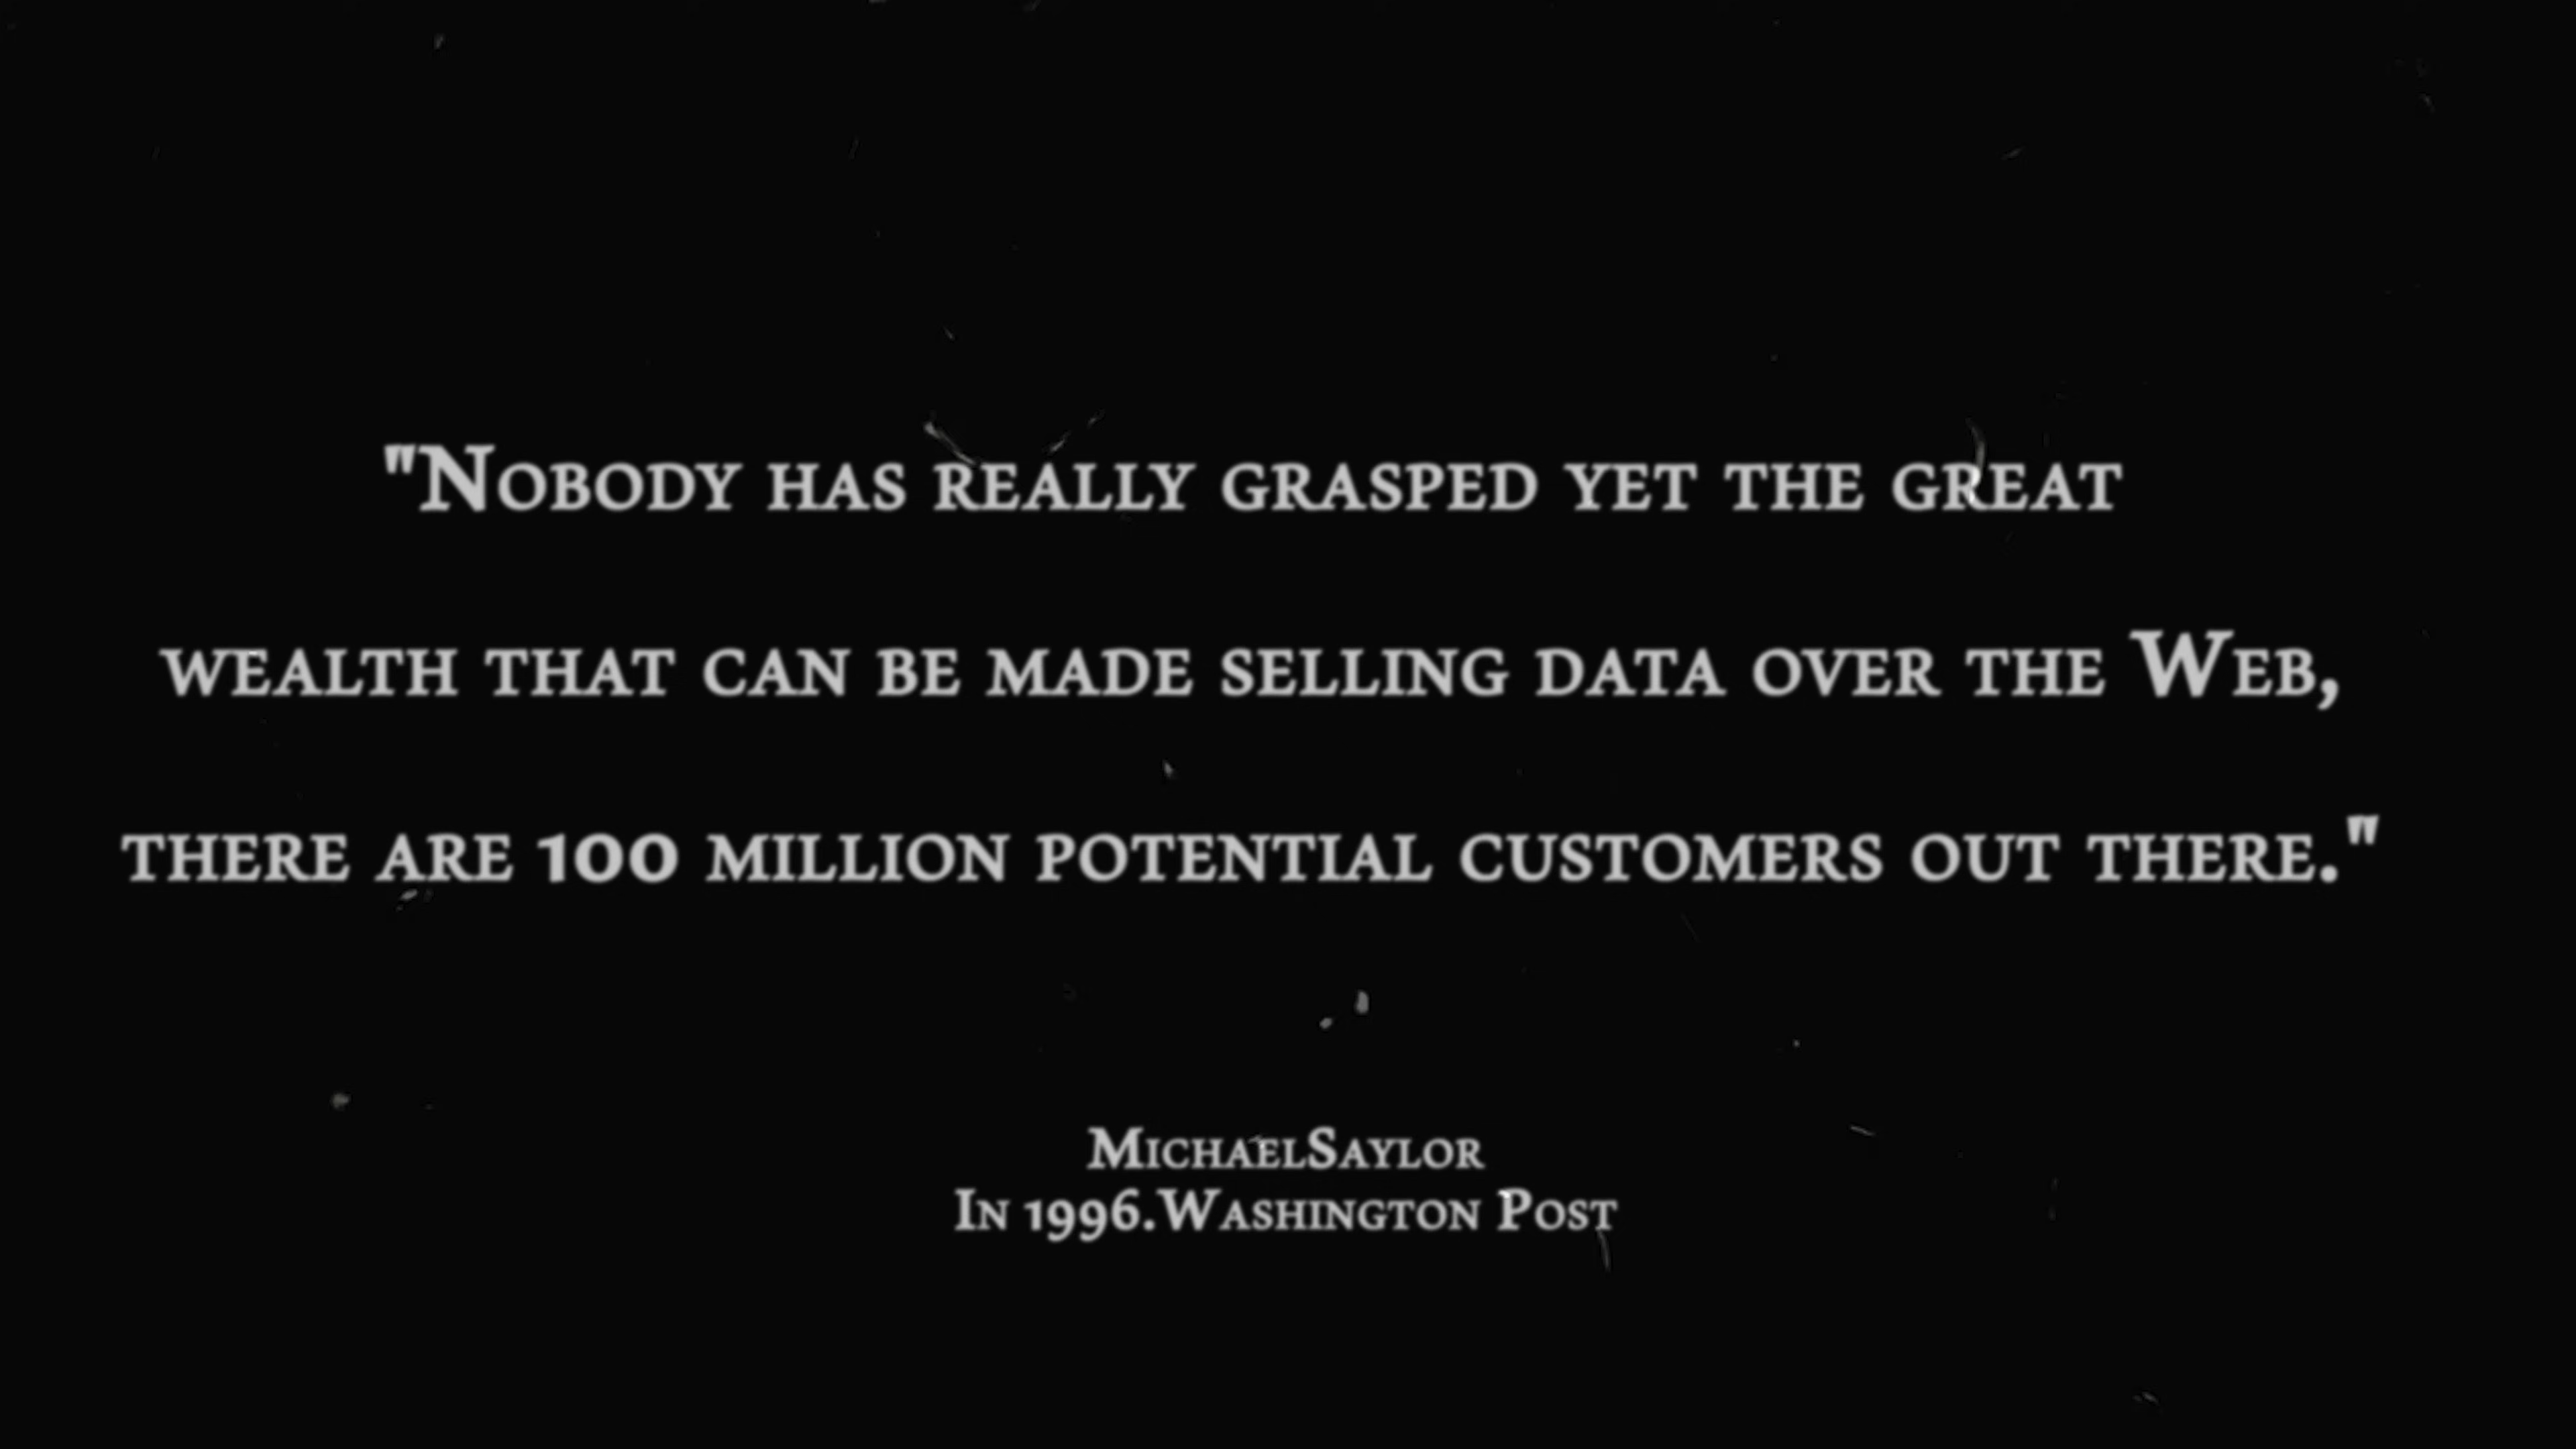 "Nobody has really grasped yet the great
wealth that can be made selling data over the Web,
there are 100 million potential customers out there."
MichaelSaylor
In 1996.Washington Post